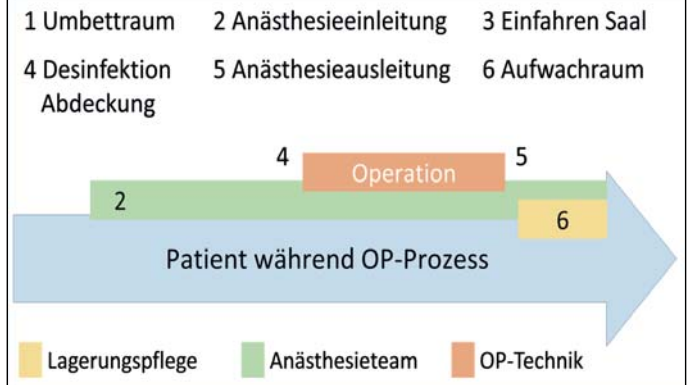 1 Umbettraum 2 Anästhesieeinleitung 3 Einfahren Saal
4 Desinfektion 5 Anästhesieausleitung 6 Aufwachraum
Abdeckung
4 5
Operation
2
6
Patient während OP-Prozess
Lagerungspflege Anästhesieteam OP-Technik